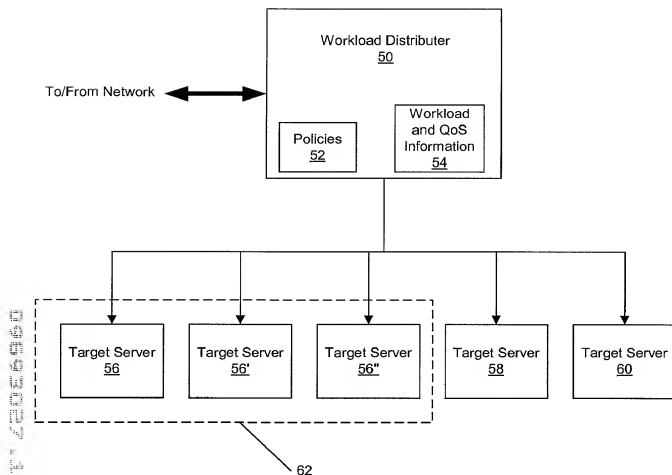 Workload Distributer
50
To/From Network
Policies
52
Workload
and QoS
Information
54
Target Server
56
Target Server
56'
Target Server
56"
Target Server
58
Target Server
60
62